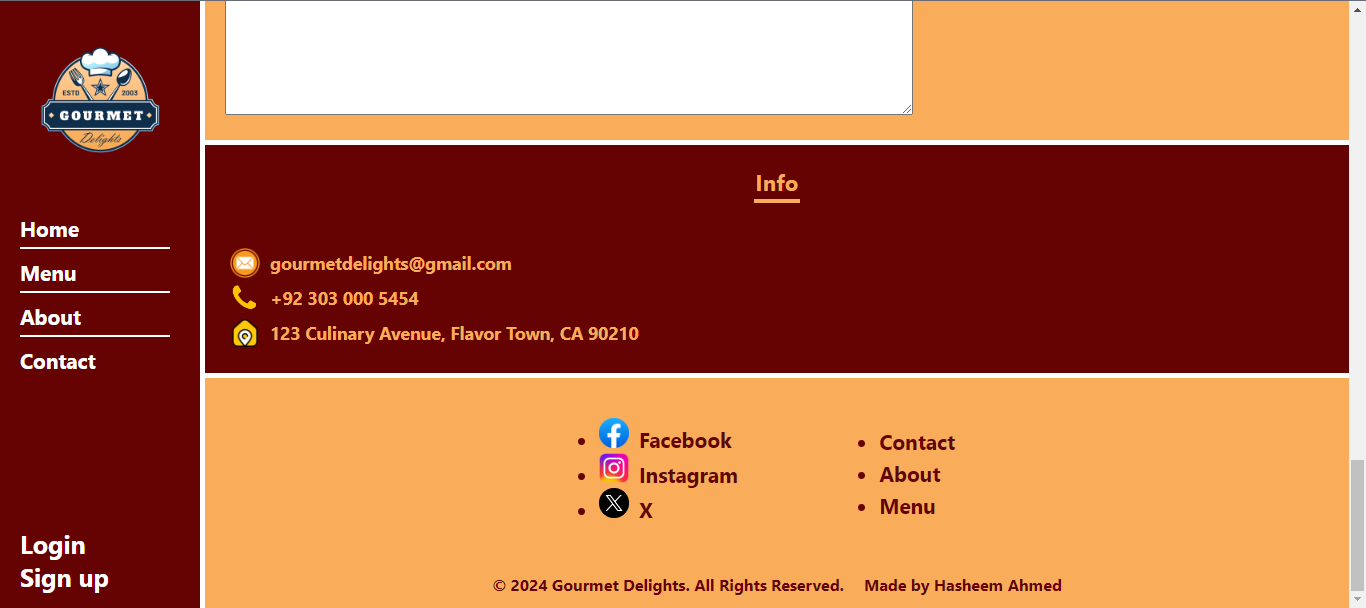 ESTD 2003
GOURMET
Delights
Home
Menu
About
Contact
Login
Sign up
Info
gourmetdelights@gmail.com
+92 303 000 5454
123 Culinary Avenue, Flavor Town, CA 90210
Facebook
Instagram
X
Contact
About
Menu
© 2024 Gourmet Delights. All Rights Reserved. Made by Hasheem Ahmed